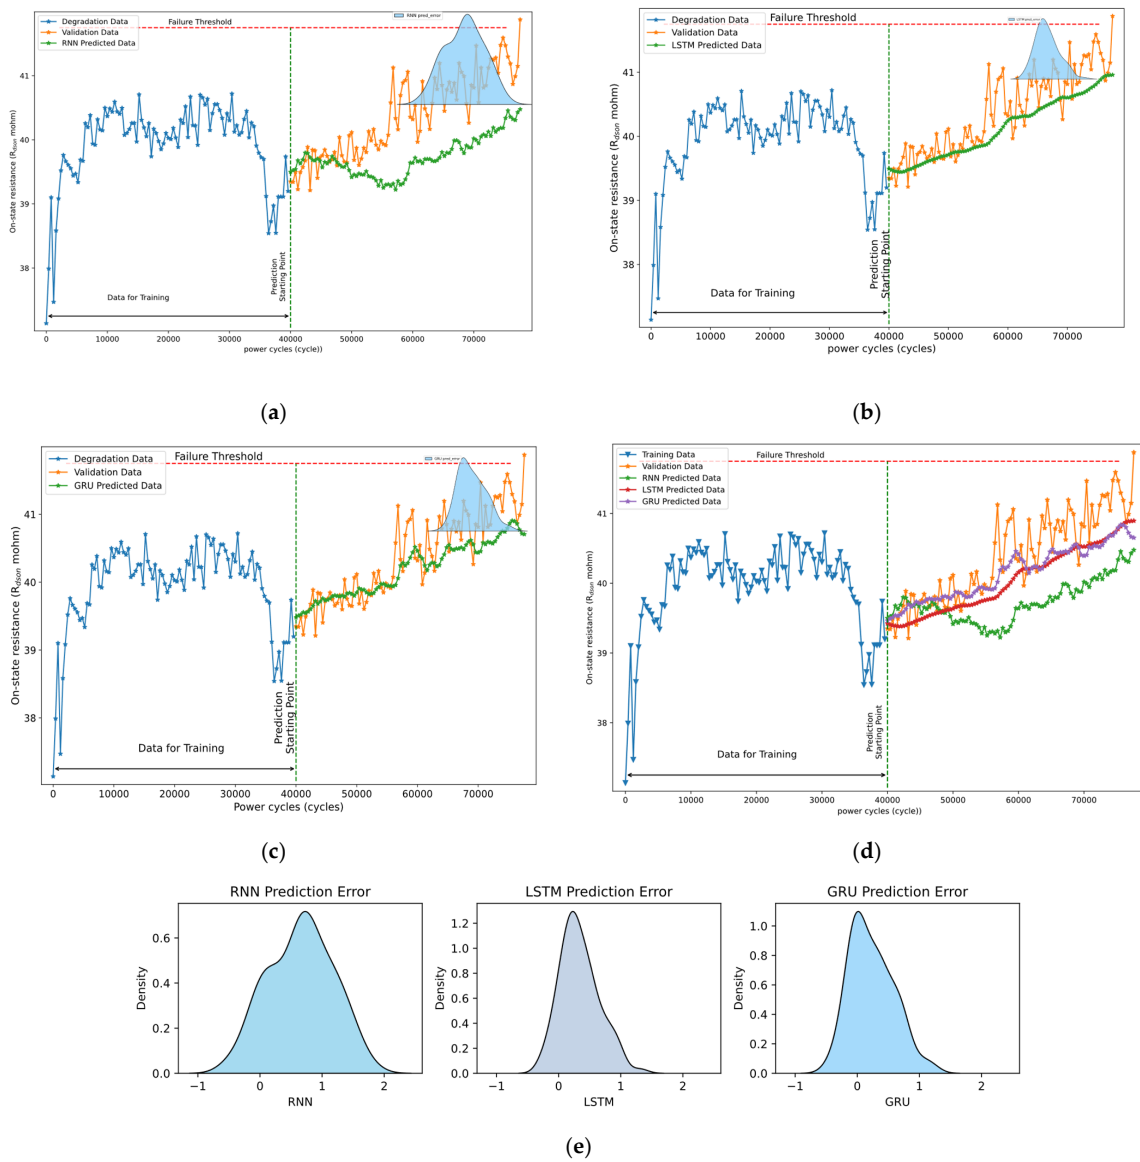 Failure Threshold
RNN pred_error
Degradation Data
Validation Data
RNN Predicted Data
On-state resistance (Rdson mohm)
41
40
39
38
Prediction
Starting Point
Data for Training
0 10000 20000 30000 40000 50000 60000 70000
power cycles (cycle))
(a)
Failure Threshold
LSTM pred_error
Degradation Data
Validation Data
LSTM Predicted Data
On-state resistance (Rdson mohm)
41
40
39
38
Prediction
Starting Point
Data for Training
0 10000 20000 30000 40000 50000 60000 70000
power cycles (cycles)
(b)
Failure Threshold
GRU pred_error
Degradation Data
Validation Data
GRU Predicted Data
On-state resistance (Rdson mohm)
41
40
39
38
Prediction
Starting Point
Data for Training
0 10000 20000 30000 40000 50000 60000 70000
Power cycles (cycles)
(c)
Failure Threshold
Training Data
Validation Data
RNN Predicted Data
LSTM Predicted Data
GRU Predicted Data
On-state resistance (Rdson mohm)
41
40
39
38
Prediction
Starting Point
Data for Training
0 10000 20000 30000 40000 50000 60000 70000
power cycles (cycle))
(d)
RNN Prediction Error
Density
0.6
0.4
0.2
0.0
−1 0 1 2
RNN
LSTM Prediction Error
Density
1.2
1.0
0.8
0.6
0.4
0.2
0.0
−1 0 1 2
LSTM
GRU Prediction Error
Density
1.0
0.8
0.6
0.4
0.2
0.0
−1 0 1 2
GRU
(e)